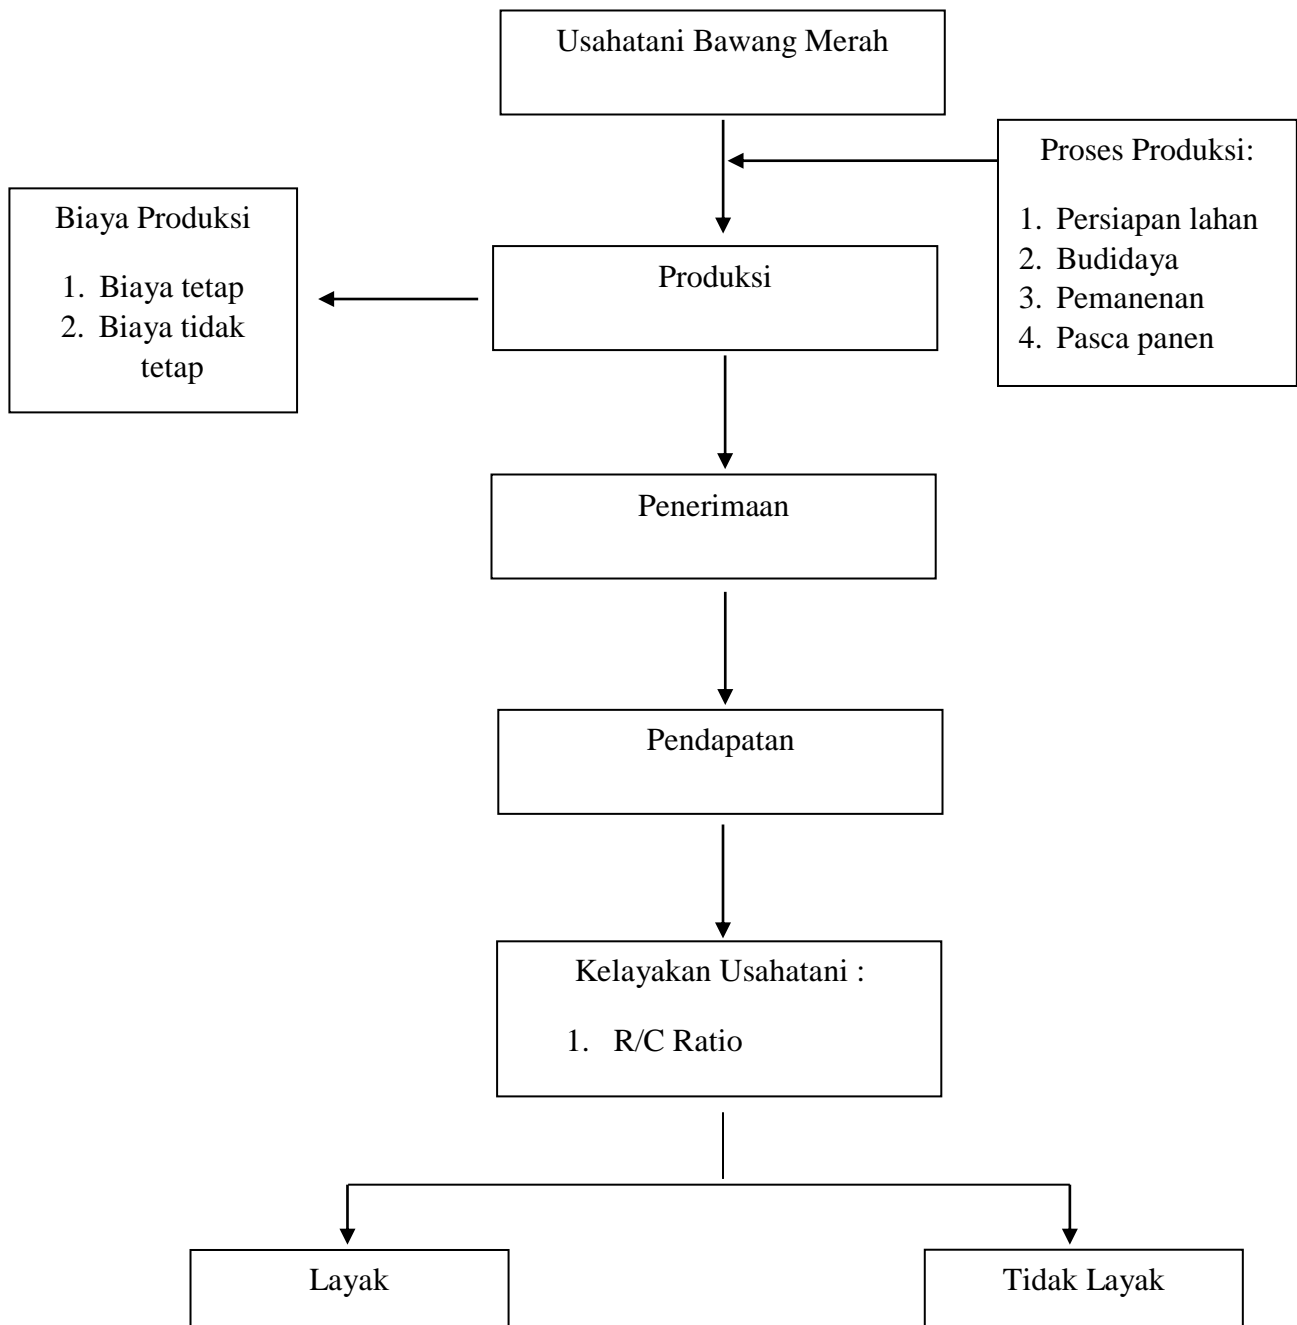 Usahatani Bawang Merah
Proses Produksi:
1. Persiapan lahan
2. Budidaya
3. Pemanenan
4. Pasca panen
Biaya Produksi
1. Biaya tetap
2. Biaya tidak
tetap
Produksi
Penerimaan
Pendapatan
Kelayakan Usahatani :
1. R/C Ratio
Layak
Tidak Layak